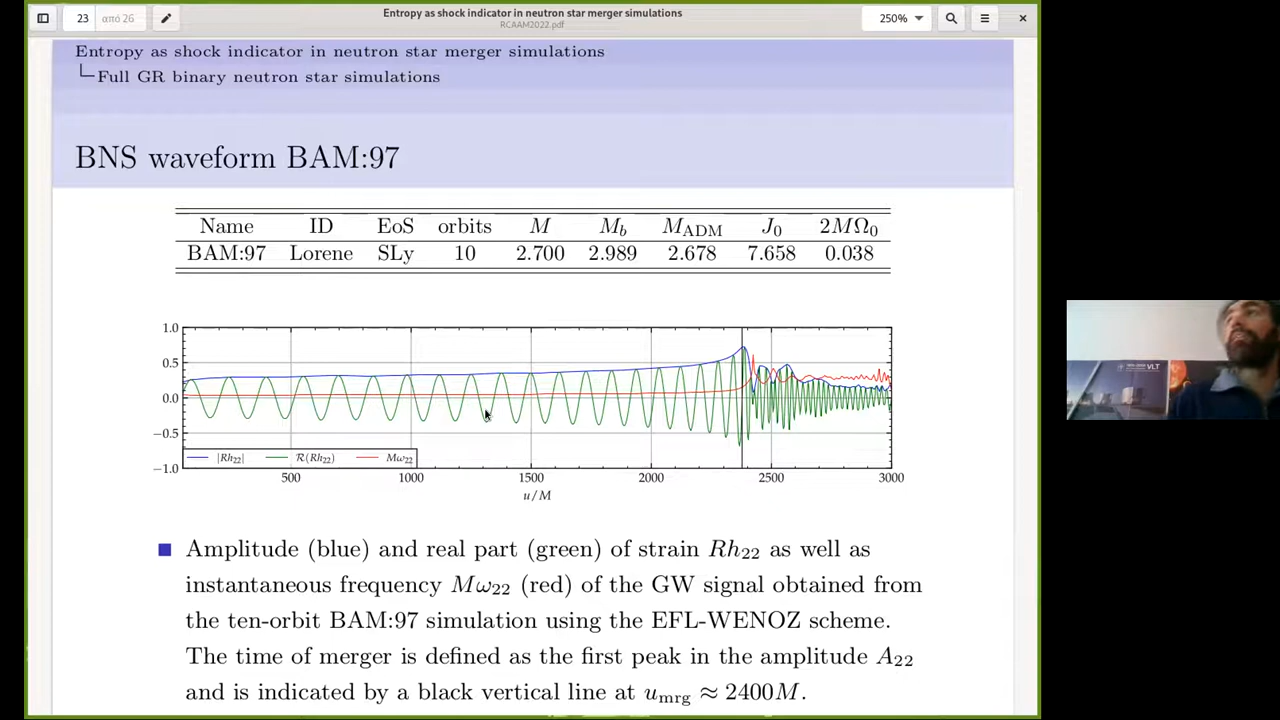 23 από 26
Entropy as shock indicator in neutron star merger simulations
RCAAM2022.pdf
250%
Entropy as shock indicator in neutron star merger simulations
Full GR binary neutron star simulations
BNS waveform BAM:97
Name ID EoS orbits M M_b M_ADM J_0 2MΩ_0
BAM:97 Lorene SLy 10 2.700 2.989 2.678 7.658 0.038
1.0
0.5
0.0
−0.5
−1.0
|Rh_22| R(Rh_22) Mω_22
500 1000 1500 2000 2500 3000
u/M
Amplitude (blue) and real part (green) of strain Rh_22 as well as
instantaneous frequency Mω_22 (red) of the GW signal obtained from
the ten-orbit BAM:97 simulation using the EFL-WENOZ scheme.
The time of merger is defined as the first peak in the amplitude A_22
and is indicated by a black vertical line at u_mrg ≈ 2400M.
VLT